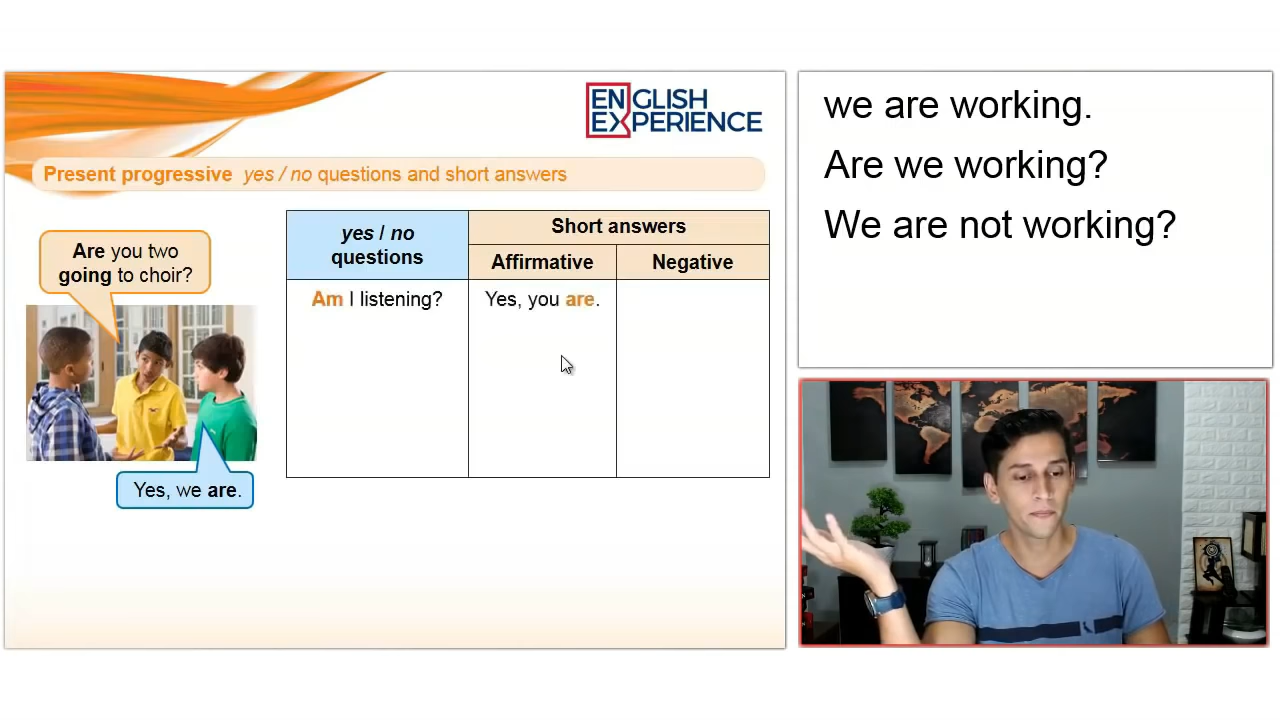 ENGLISH
EXPERIENCE
Present progressive yes / no questions and short answers
Are you two
going to choir?
Yes, we are.
yes / no
questions
Short answers
Affirmative
Negative
Am I listening?
Yes, you are.
we are working.
Are we working?
We are not working?